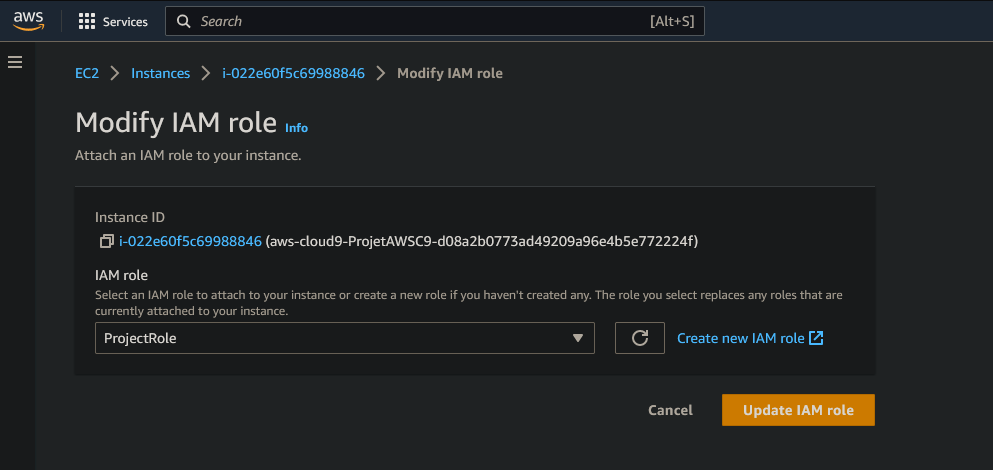 aws
Services
Search
[Alt+S]
EC2 > Instances > i-022e60f5c69988846 > Modify IAM role
Modify IAM role Info
Attach an IAM role to your instance.
Instance ID
i-022e60f5c69988846 (aws-cloud9-ProjetAWSC9-d08a2b0773ad49209a96e4b5e772224f)
IAM role
Select an IAM role to attach to your instance or create a new role if you haven't created any. The role you select replaces any roles that are
currently attached to your instance.
ProjectRole
Create new IAM role
Cancel
Update IAM role